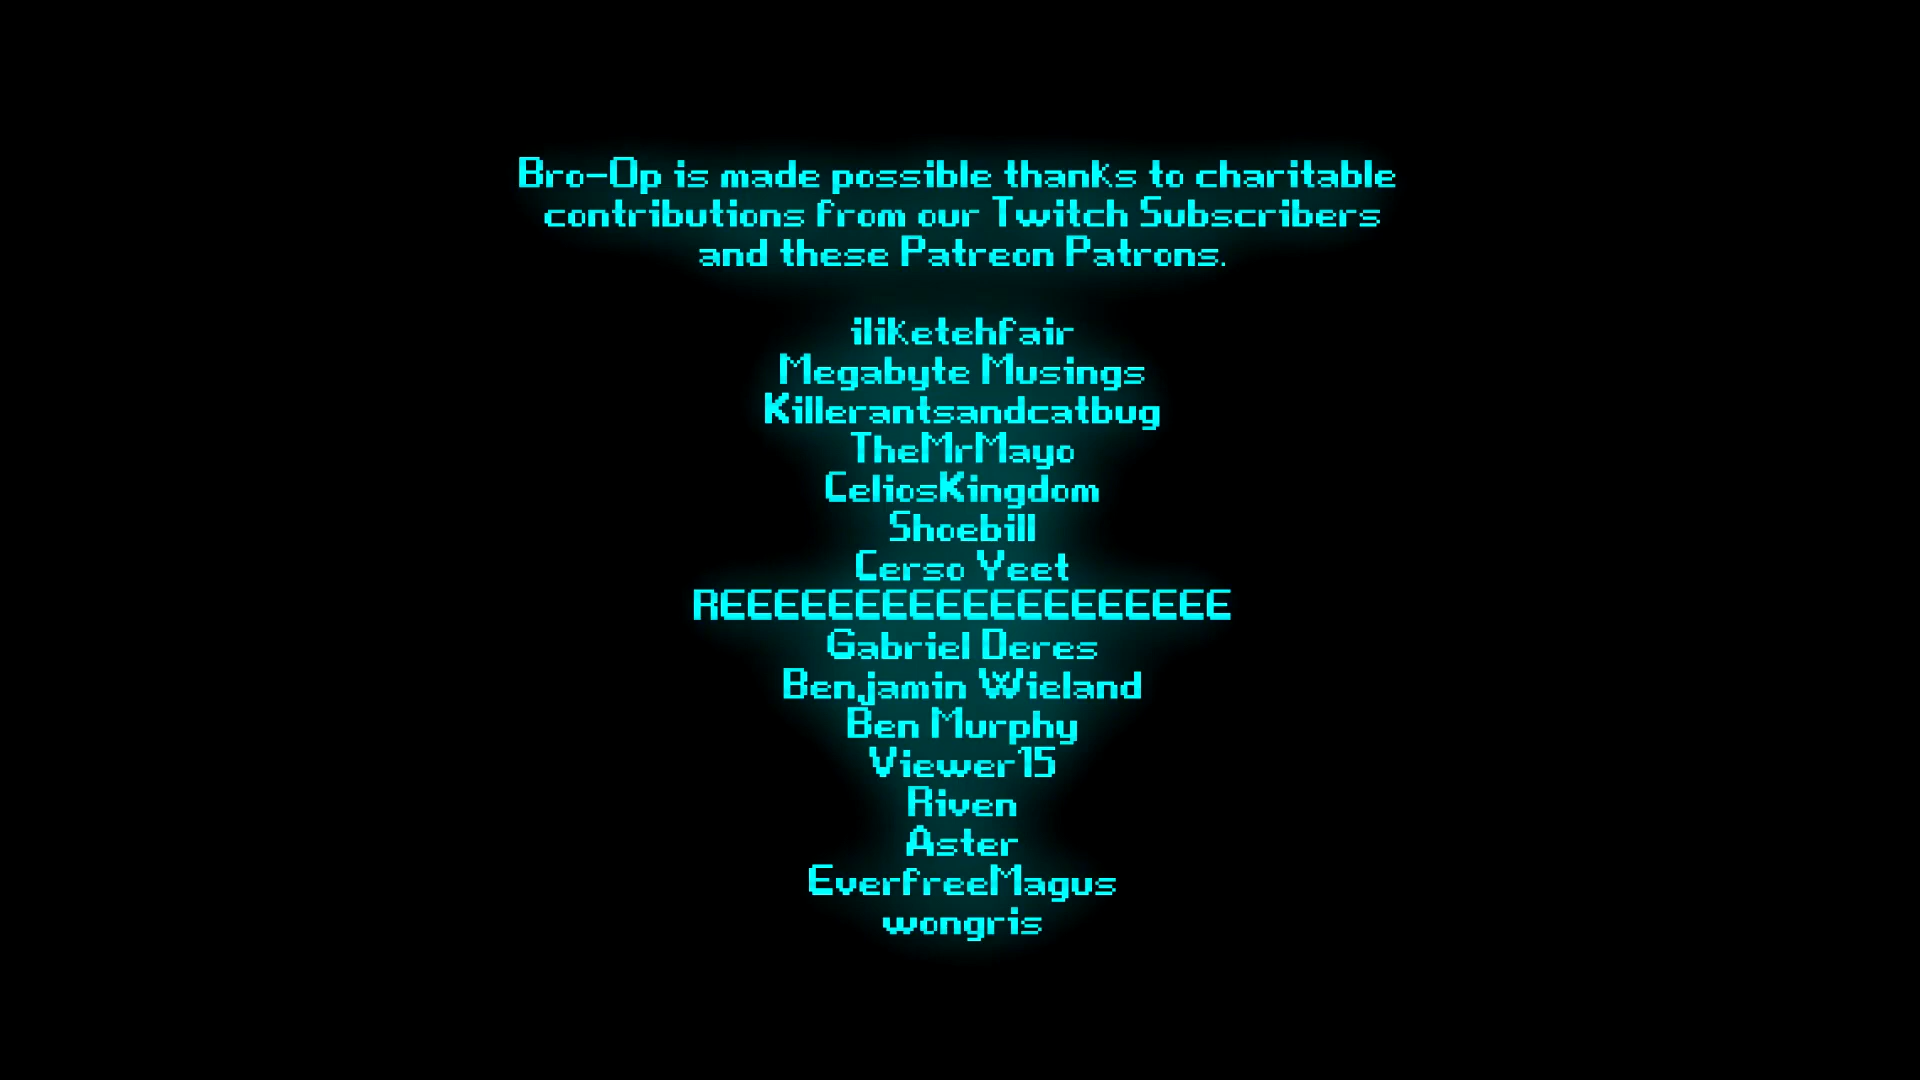 Bro-Op is made possible thanks to charitable
contributions from our Twitch Subscribers
and these Patreon Patrons.
iliketehfair
Megabyte Musings
Killerantsandcatbug
TheMrMayo
CeliosKingdom
Shoebill
Cerso Yeet
REEEEEEEEEEEEEEEEEEE
Gabriel Deres
Benjamin Wieland
Ben Murphy
Viewer15
Riven
Aster
EverfreeMagus
wongris